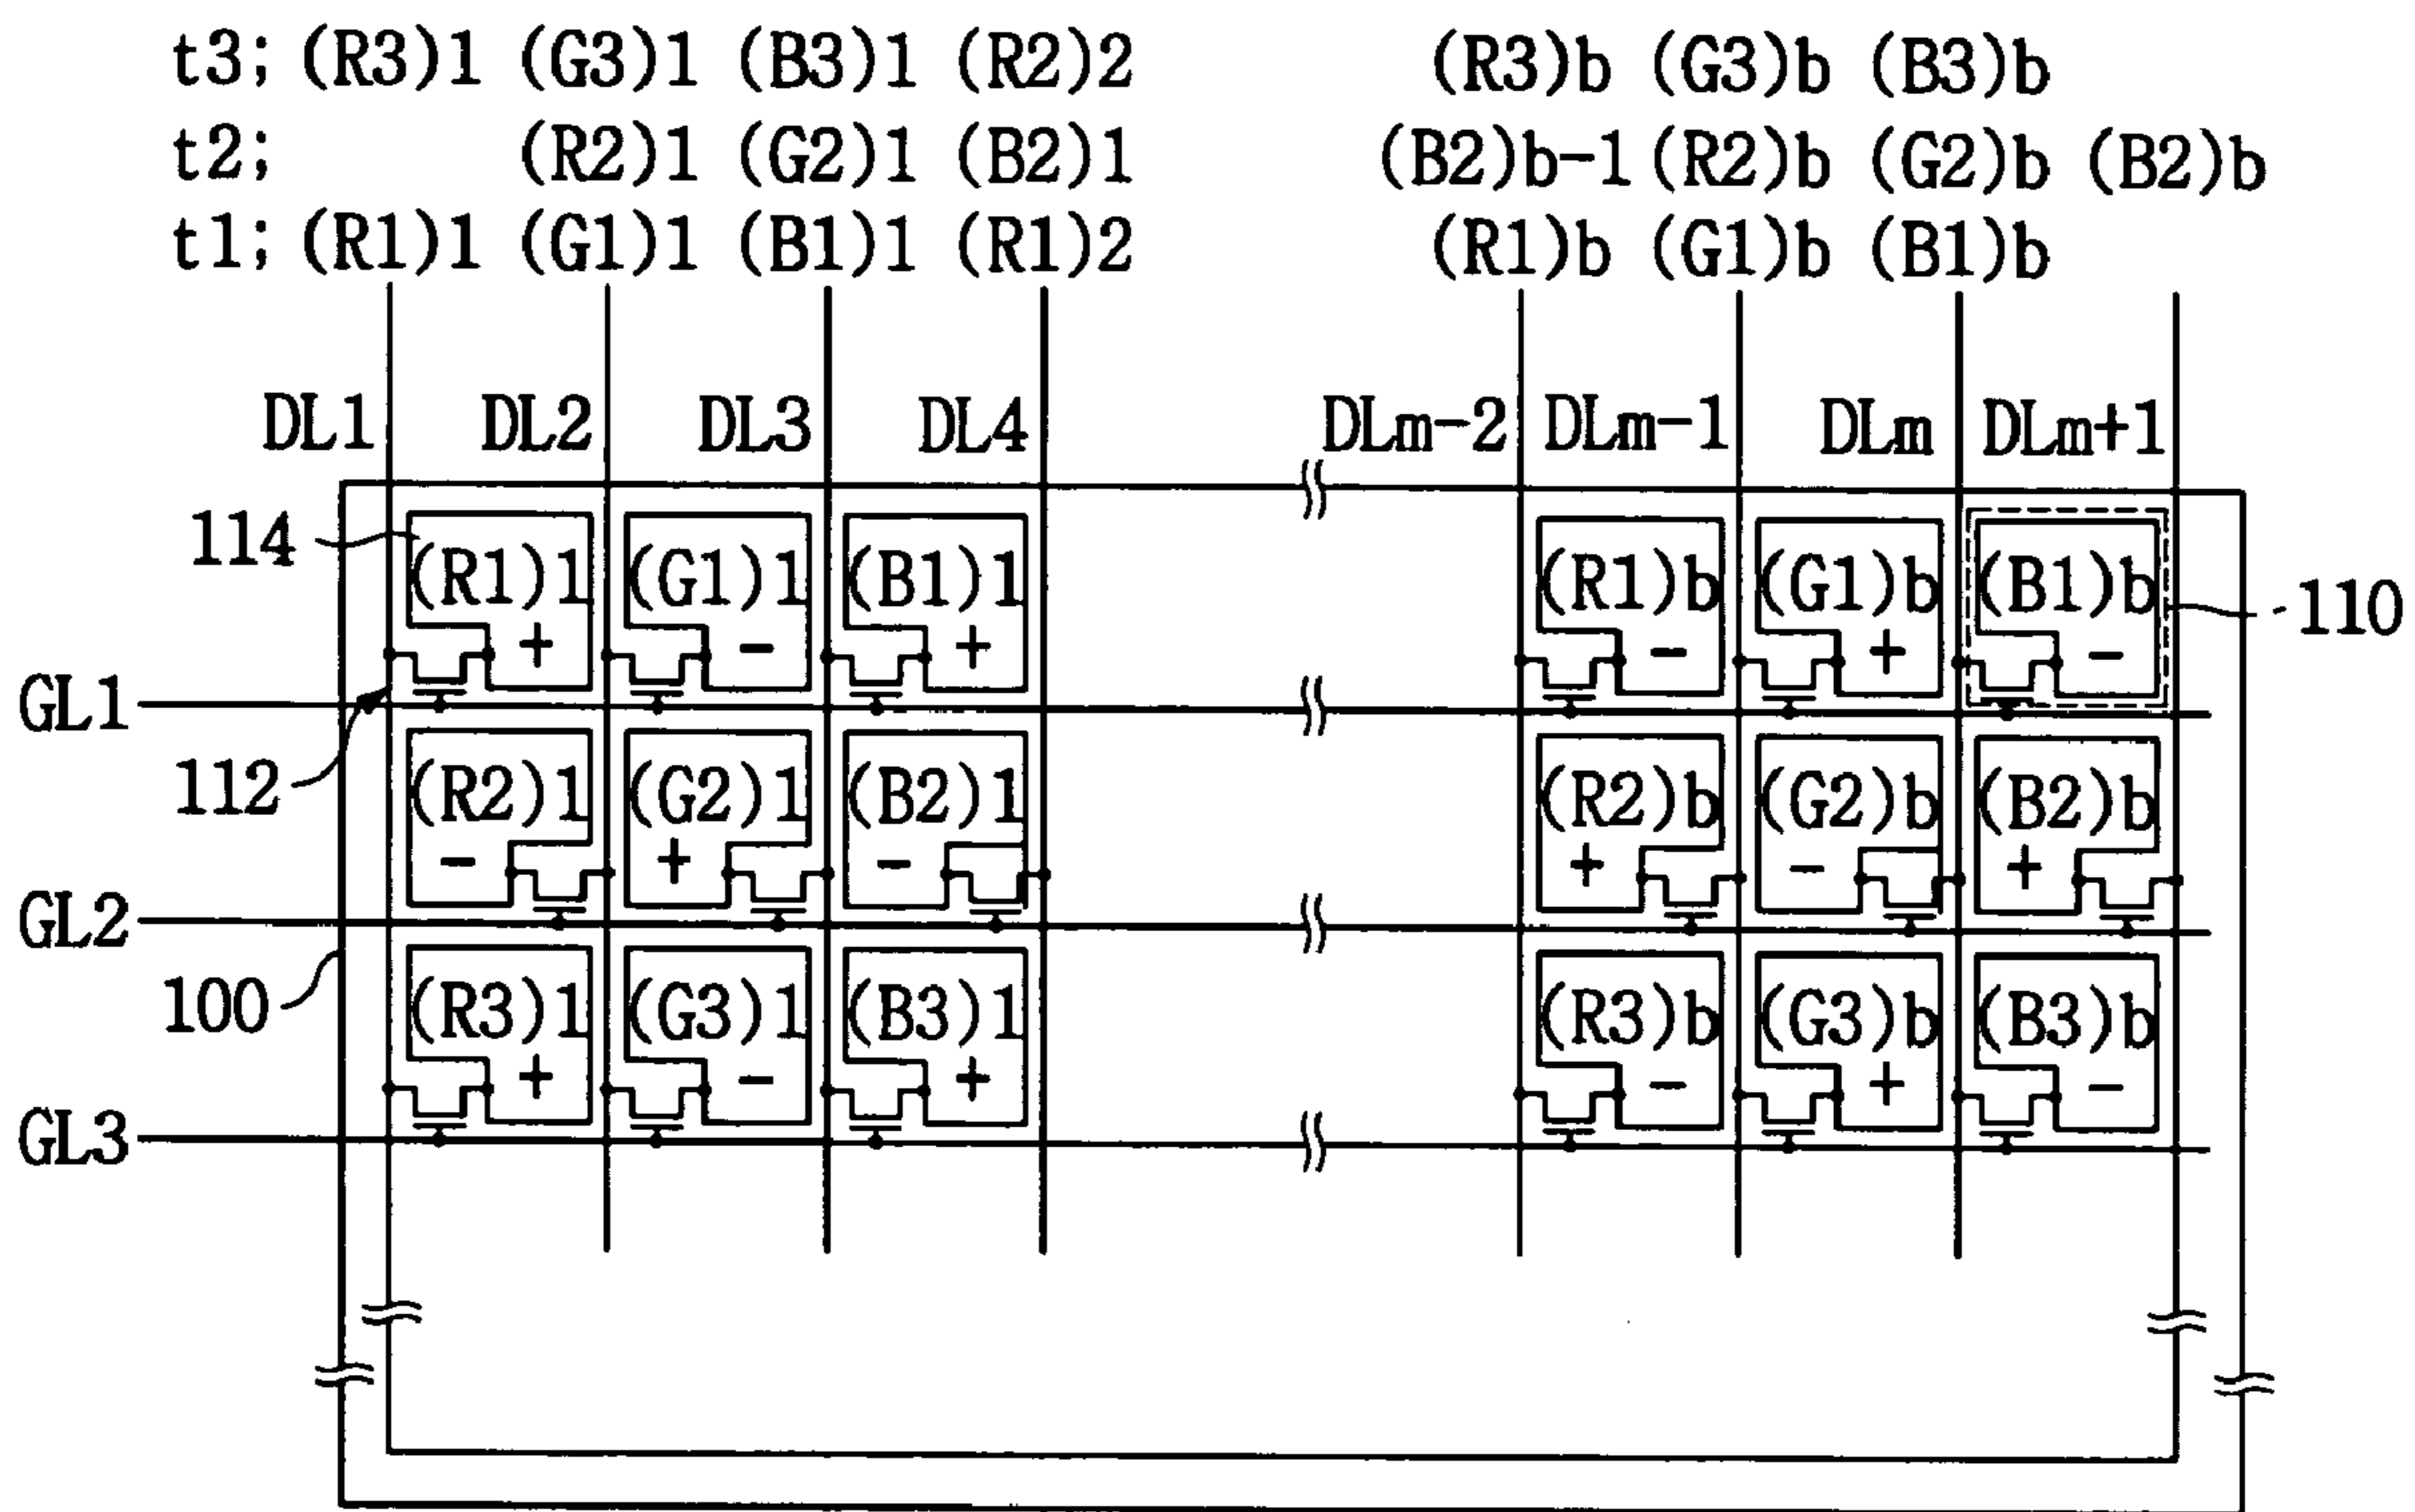 t3; (R3)1 (G3)1 (B3)1 (R2)2 (R3)b (G3)b (B3)b
t2; (R2)1 (G2)1 (B2)1 (B2)b-1 (R2)b (G2)b (B2)b
t1; (R1)1 (G1)1 (B1)1 (R1)2 (R1)b (G1)b (B1)b
DL1 DL2 DL3 DL4 DLm-2 DLm-1 DLm DLm+1
114 (R1)1 (G1)1 (B1)1 (R1)b (G1)b (B1)b 110
+ - + - + -
GL1
112 (R2)1 (G2)1 (B2)1 (R2)b (G2)b (B2)b
- + - + - +
GL2
100 (R3)1 (G3)1 (B3)1 (R3)b (G3)b (B3)b
+ - + - + -
GL3